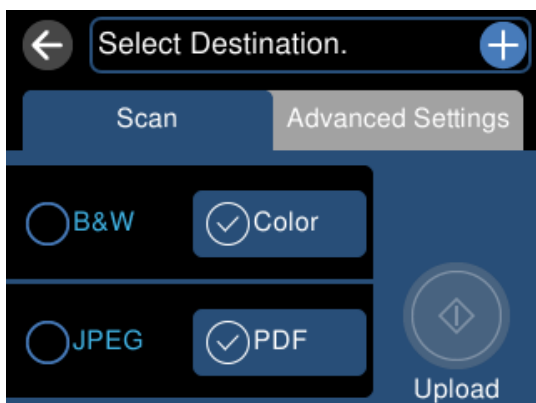 Select Destination.
Scan
Advanced Settings
B&W
Color
JPEG
PDF
Upload